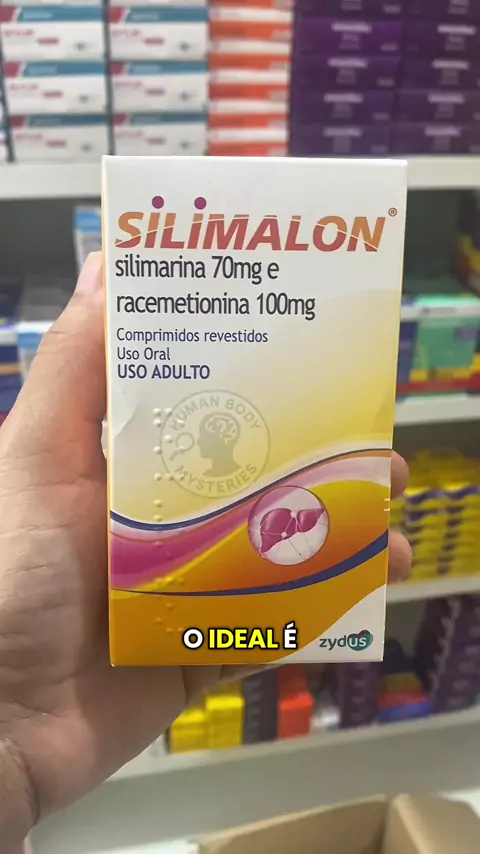 SILIMALON®
silimarina 70mg e
racemetionina 100mg
Comprimidos revestidos
Uso Oral
USO ADULTO
HUMAN BODY
MYSTERIES
O IDEAL É
zydus